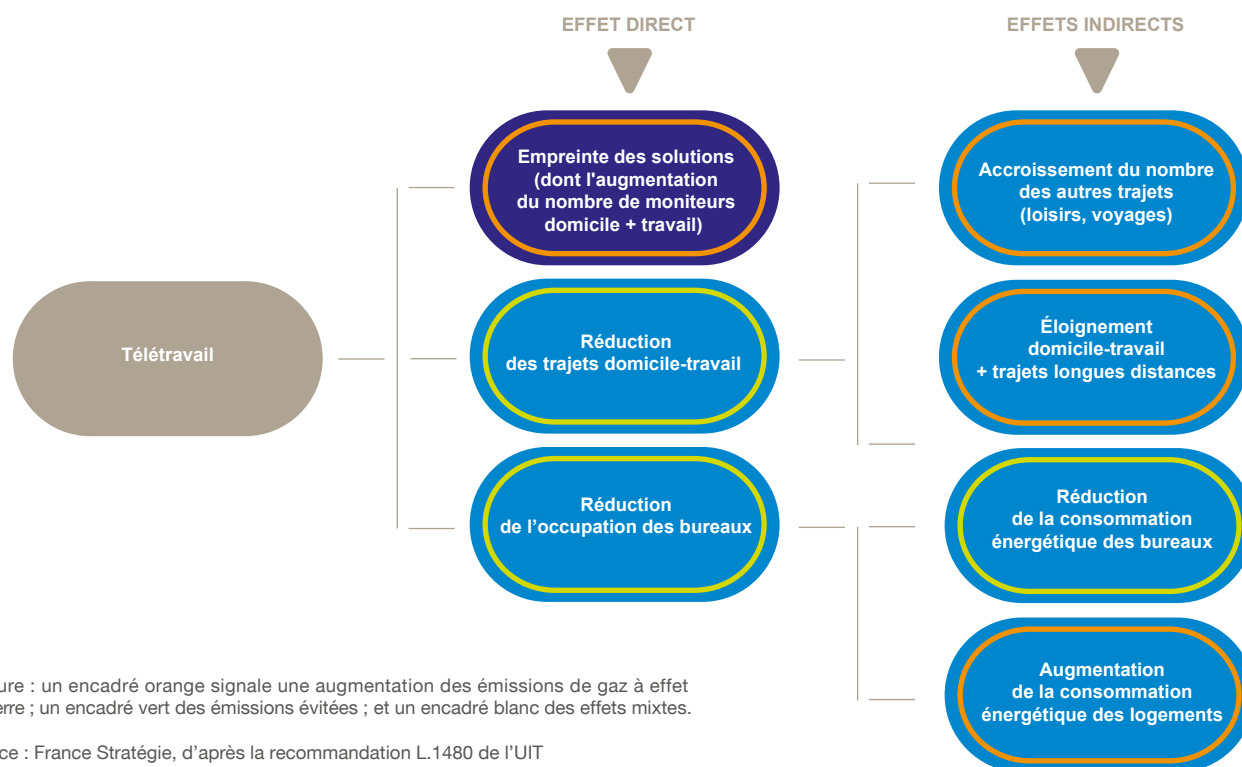 EFFET DIRECT
EFFETS INDIRECTS
Empreinte des solutions
(dont l'augmentation
du nombre de moniteurs
domicile + travail)
Accroissement du nombre
des autres trajets
(loisirs, voyages)
Télétravail
Réduction
des trajets domicile-travail
Éloignement
domicile-travail
+ trajets longues distances
Réduction
de l’occupation des bureaux
Réduction
de la consommation
énergétique des bureaux
Augmentation
de la consommation
énergétique des logements
: un encadré orange signale une augmentation des émissions de gaz à effet
; un encadré vert des émissions évitées ; et un encadré blanc des effets mixtes.
: France Stratégie, d’après la recommandation L.1480 de l’UIT